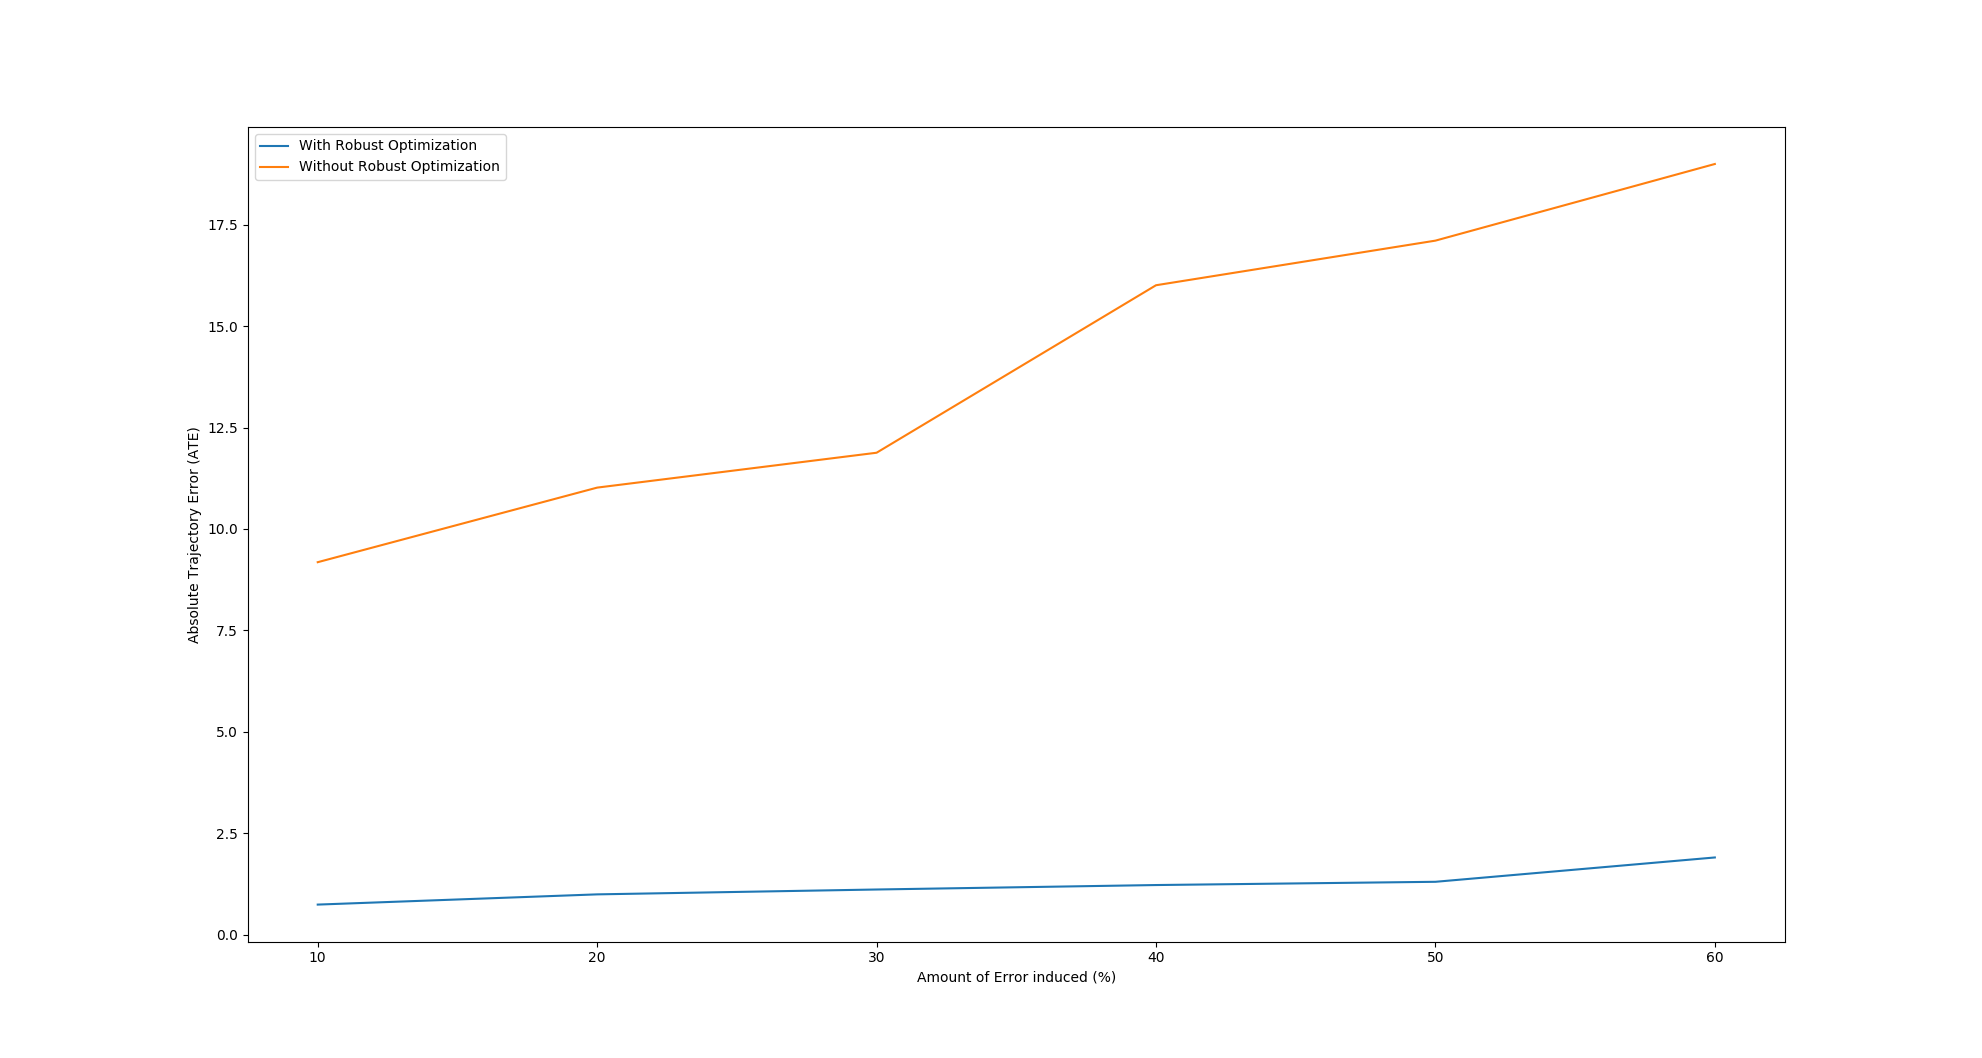 With Robust Optimization
Without Robust Optimization
17.5
15.0
12.5
10.0
7.5
5.0
2.5
0.0
Absolute Trajectory Error (ATE)
10 20 30 40 50 60
Amount of Error induced (%)